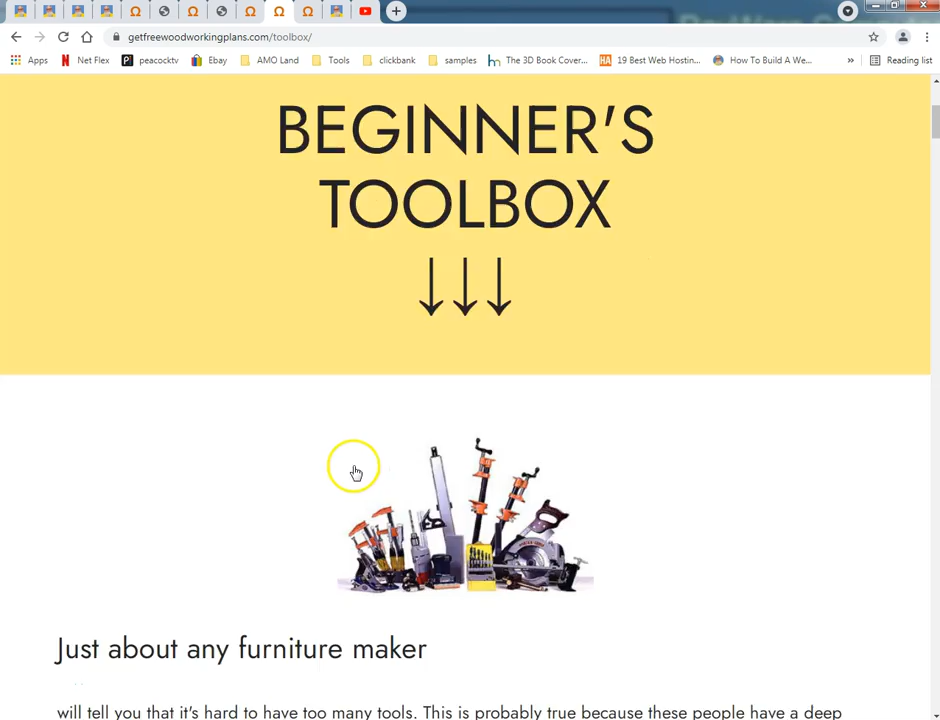 getfreewoodworkingplans.com/toolbox/
Apps
Net Flex
peacocktv
Ebay
AMO Land
Tools
clickbank
samples
The 3D Book Cover...
19 Best Web Hostin...
How To Build A We...
»
Reading list
BEGINNER'S
TOOLBOX
↓↓↓
Just about any furniture maker
will tell you that it's hard to have too many tools. This is probably true because these people have a deep